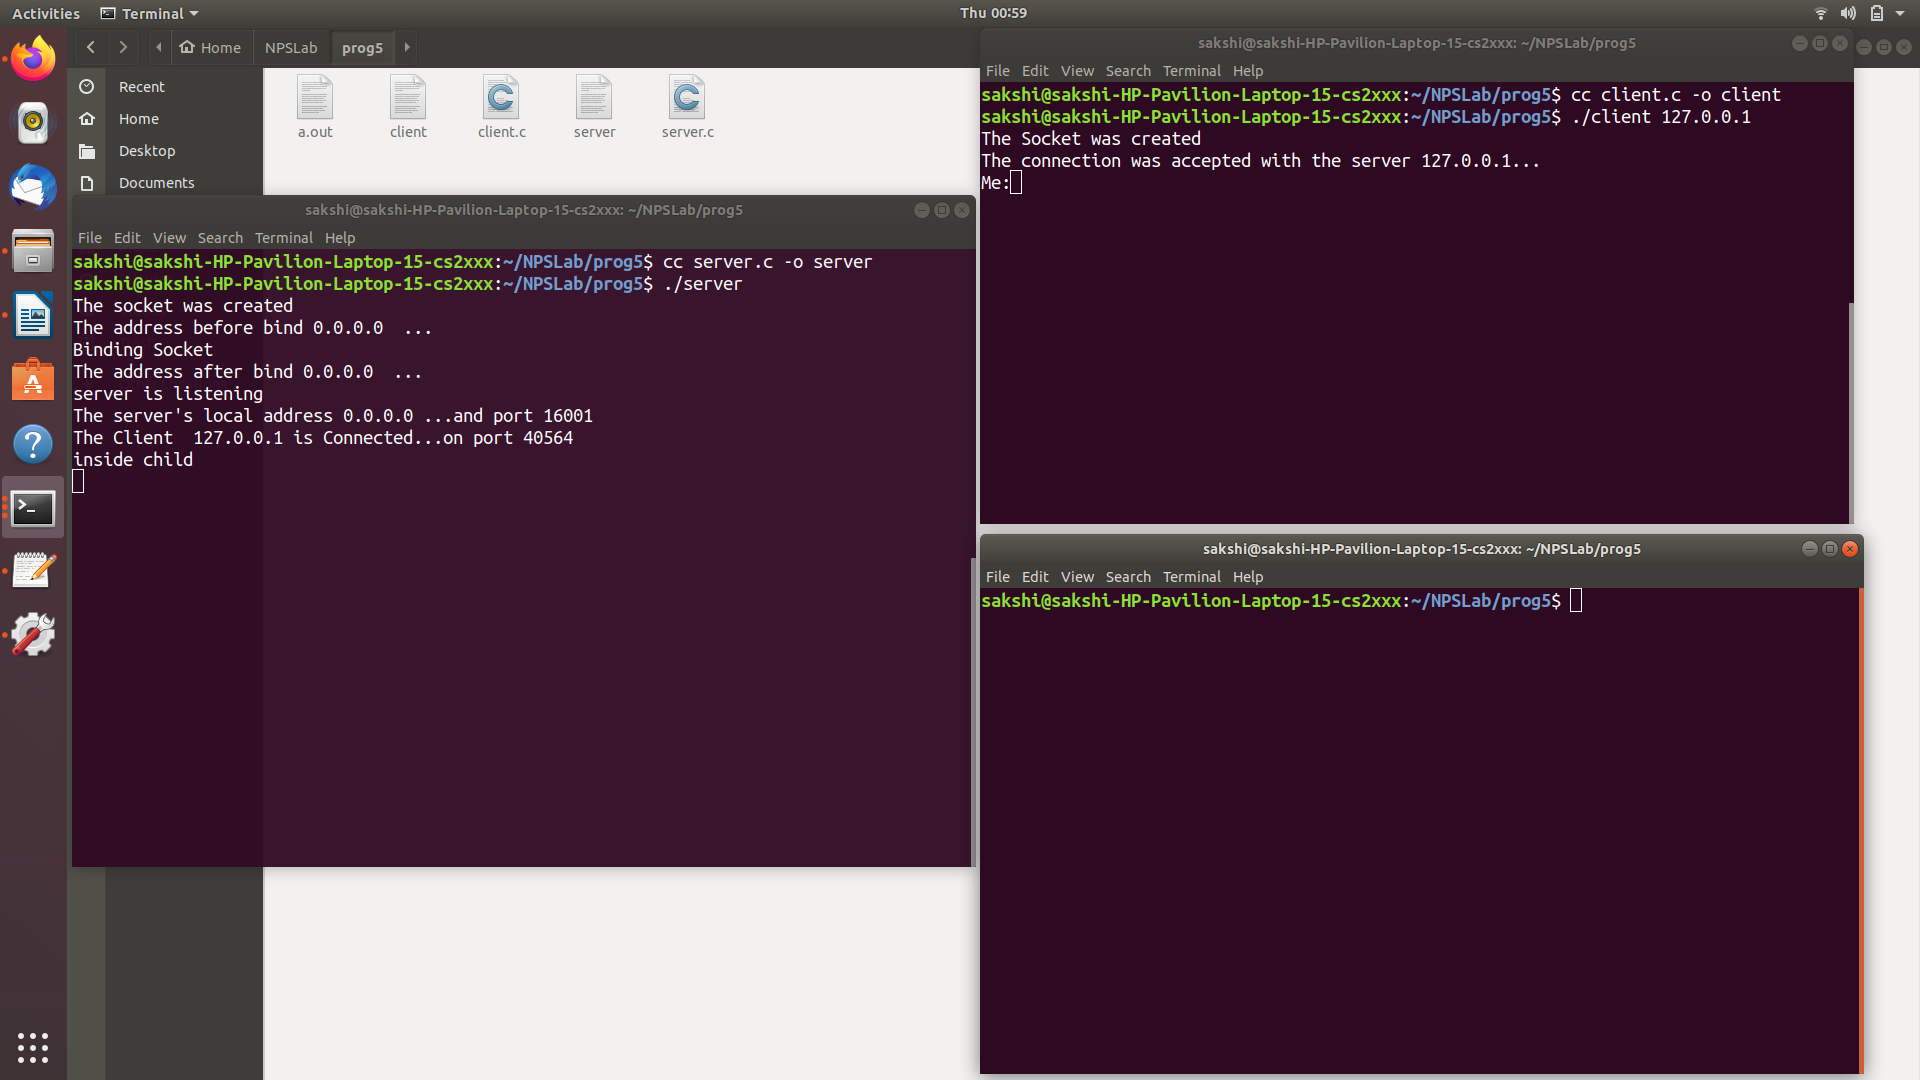 Activities Terminal Thu 00:59
Home NPSLab prog5
Recent
Home
Desktop
Documents
a.out client client.c server server.c
sakshi@sakshi-HP-Pavilion-Laptop-15-cs2xxx: ~/NPSLab/prog5
File Edit View Search Terminal Help
sakshi@sakshi-HP-Pavilion-Laptop-15-cs2xxx:~/NPSLab/prog5$ cc server.c -o server
sakshi@sakshi-HP-Pavilion-Laptop-15-cs2xxx:~/NPSLab/prog5$ ./server
The socket was created
The address before bind 0.0.0.0  ...
Binding Socket
The address after bind 0.0.0.0  ...
server is listening
The server's local address 0.0.0.0 ...and port 16001
The Client  127.0.0.1 is Connected...on port 40564
inside child
sakshi@sakshi-HP-Pavilion-Laptop-15-cs2xxx: ~/NPSLab/prog5
File Edit View Search Terminal Help
sakshi@sakshi-HP-Pavilion-Laptop-15-cs2xxx:~/NPSLab/prog5$ cc client.c -o client
sakshi@sakshi-HP-Pavilion-Laptop-15-cs2xxx:~/NPSLab/prog5$ ./client 127.0.0.1
The Socket was created
The connection was accepted with the server 127.0.0.1...
Me:
sakshi@sakshi-HP-Pavilion-Laptop-15-cs2xxx: ~/NPSLab/prog5
File Edit View Search Terminal Help
sakshi@sakshi-HP-Pavilion-Laptop-15-cs2xxx:~/NPSLab/prog5$